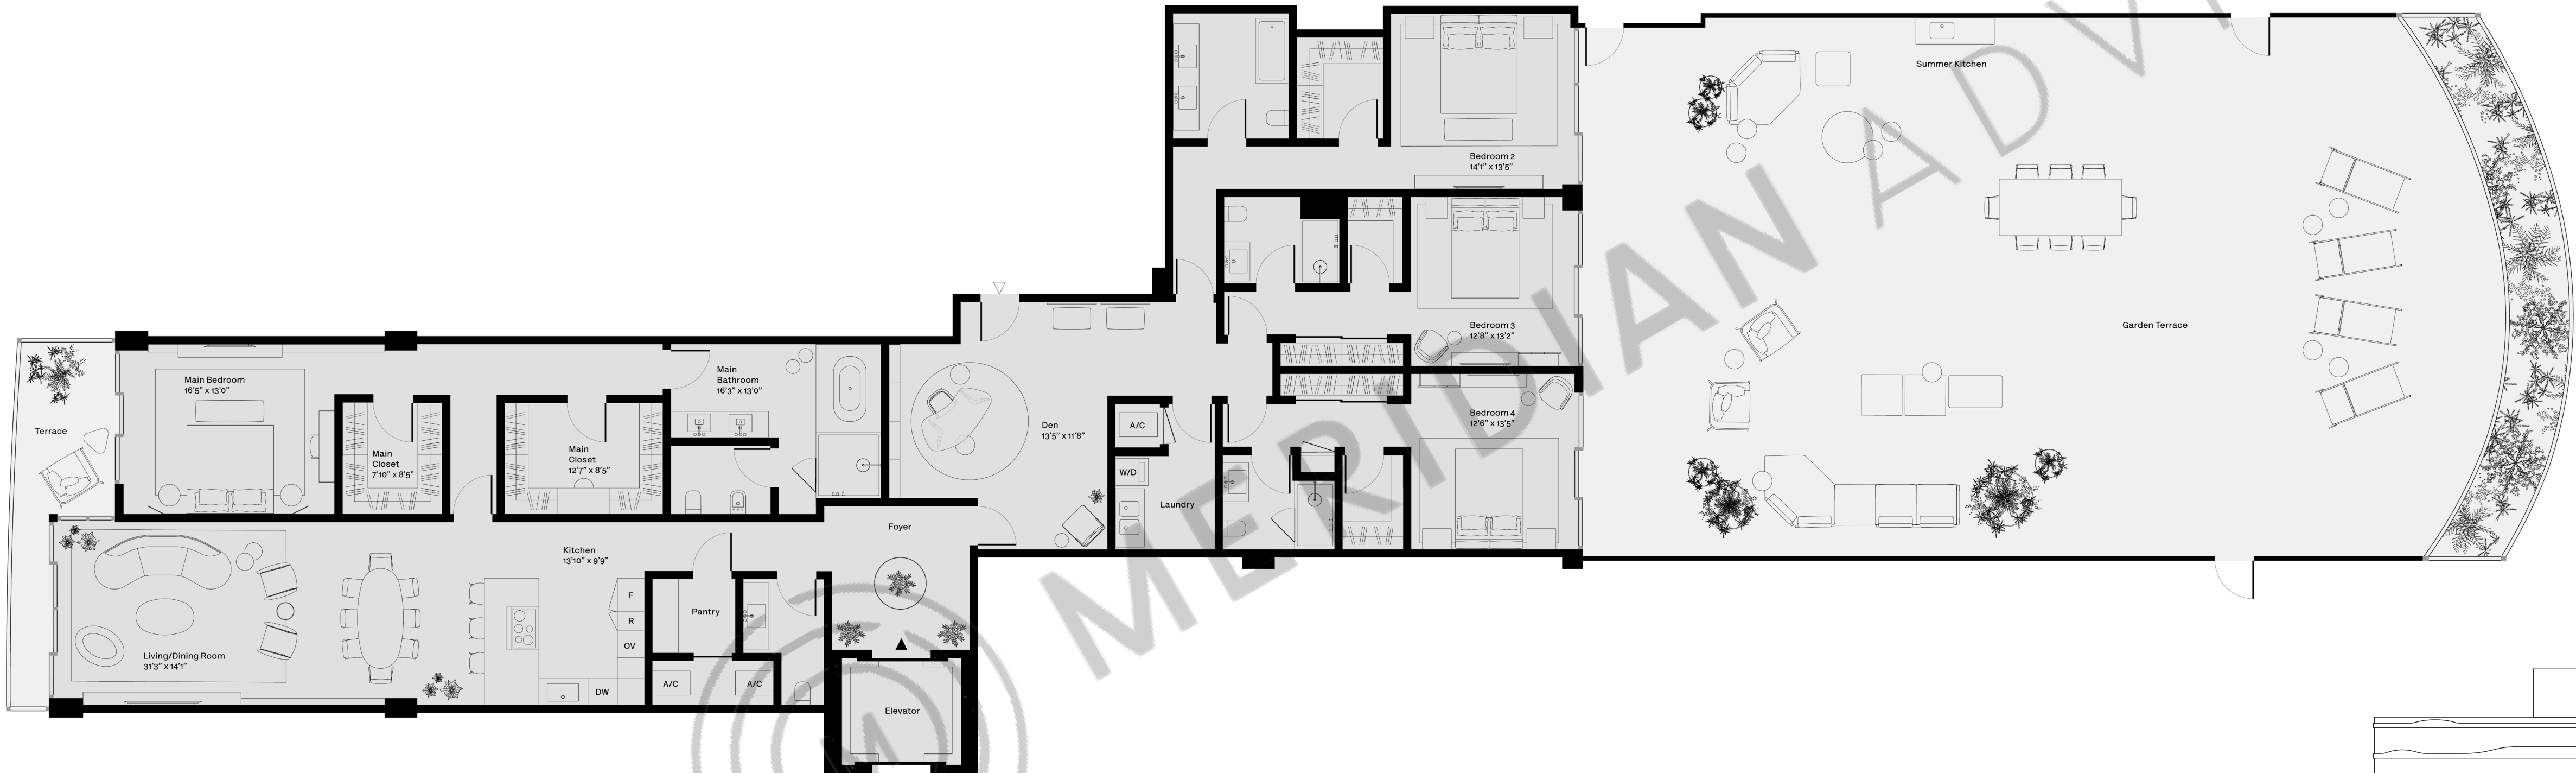 Summer Kitchen
Bedroom 2
14'1" x 13'5"
Garden Terrace
Bedroom 3
12'8" x 13'2"
Main Bedroom
16'5" x 13'0"
Main
Bathroom
16'3" x 13'0"
Terrace
Main
Closet
7'10" x 8'5"
Main
Closet
12'7" x 8'5"
Den
13'5" x 11'8"
A/C
Bedroom 4
12'6" x 13'5"
W/D
Laundry
Foyer
Kitchen
13'10" x 9'9"
F
R
OV
DW
Pantry
A/C
A/C
Living/Dining Room
31'3" x 14'1"
Elevator
MERIDIAN ADV
M